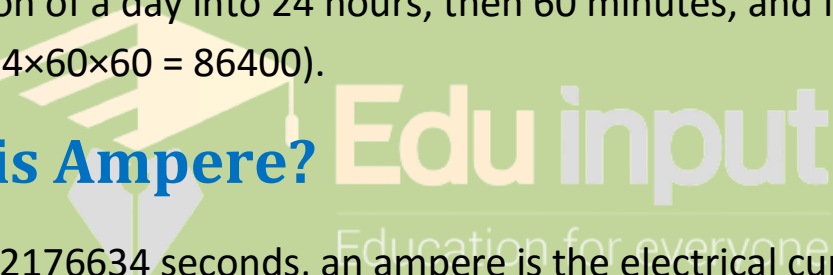 on of a day into 24 hours, then 60 minutes, and
4×60×60 = 86400).
is Ampere?
Edu input
2176634 seconds, an ampere is the electrical cu
Education for everyone